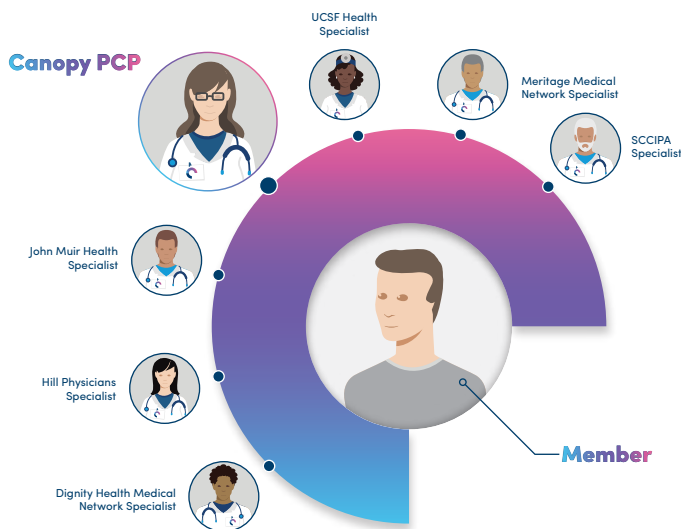 UCSF Health
Specialist
Canopy PCP
Meritage Medical
Network Specialist
SCCIPA
Specialist
John Muir Health
Specialist
Hill Physicians
Specialist
Member
Dignity Health Medical
Network Specialist